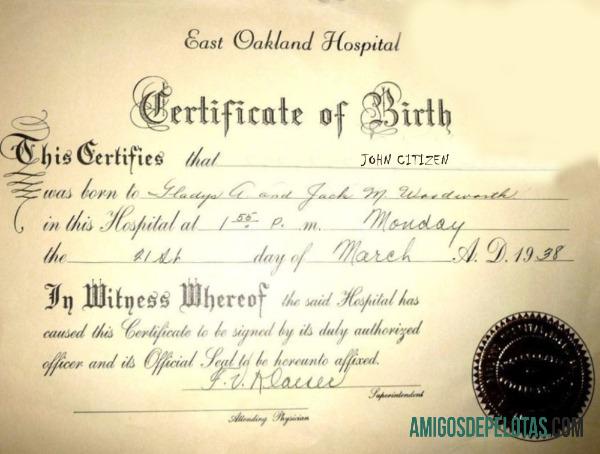 East Oakland Hospital
Certificate of Birth
This Certifies that JOHN CITIZEN
was born to Gladys A. and Jack M. Woodworth
in this Hospital at 1 55 P. m. Monday
the 21st day of March A. D. 1938
In Witness Whereof the said Hospital has
caused this Certificate to be signed by its duly authorized
officer and its Official Seal to be hereunto affixed.
F. V.
Superintendent
Attending Physician
AMIGOSDEPELOTAS.COM